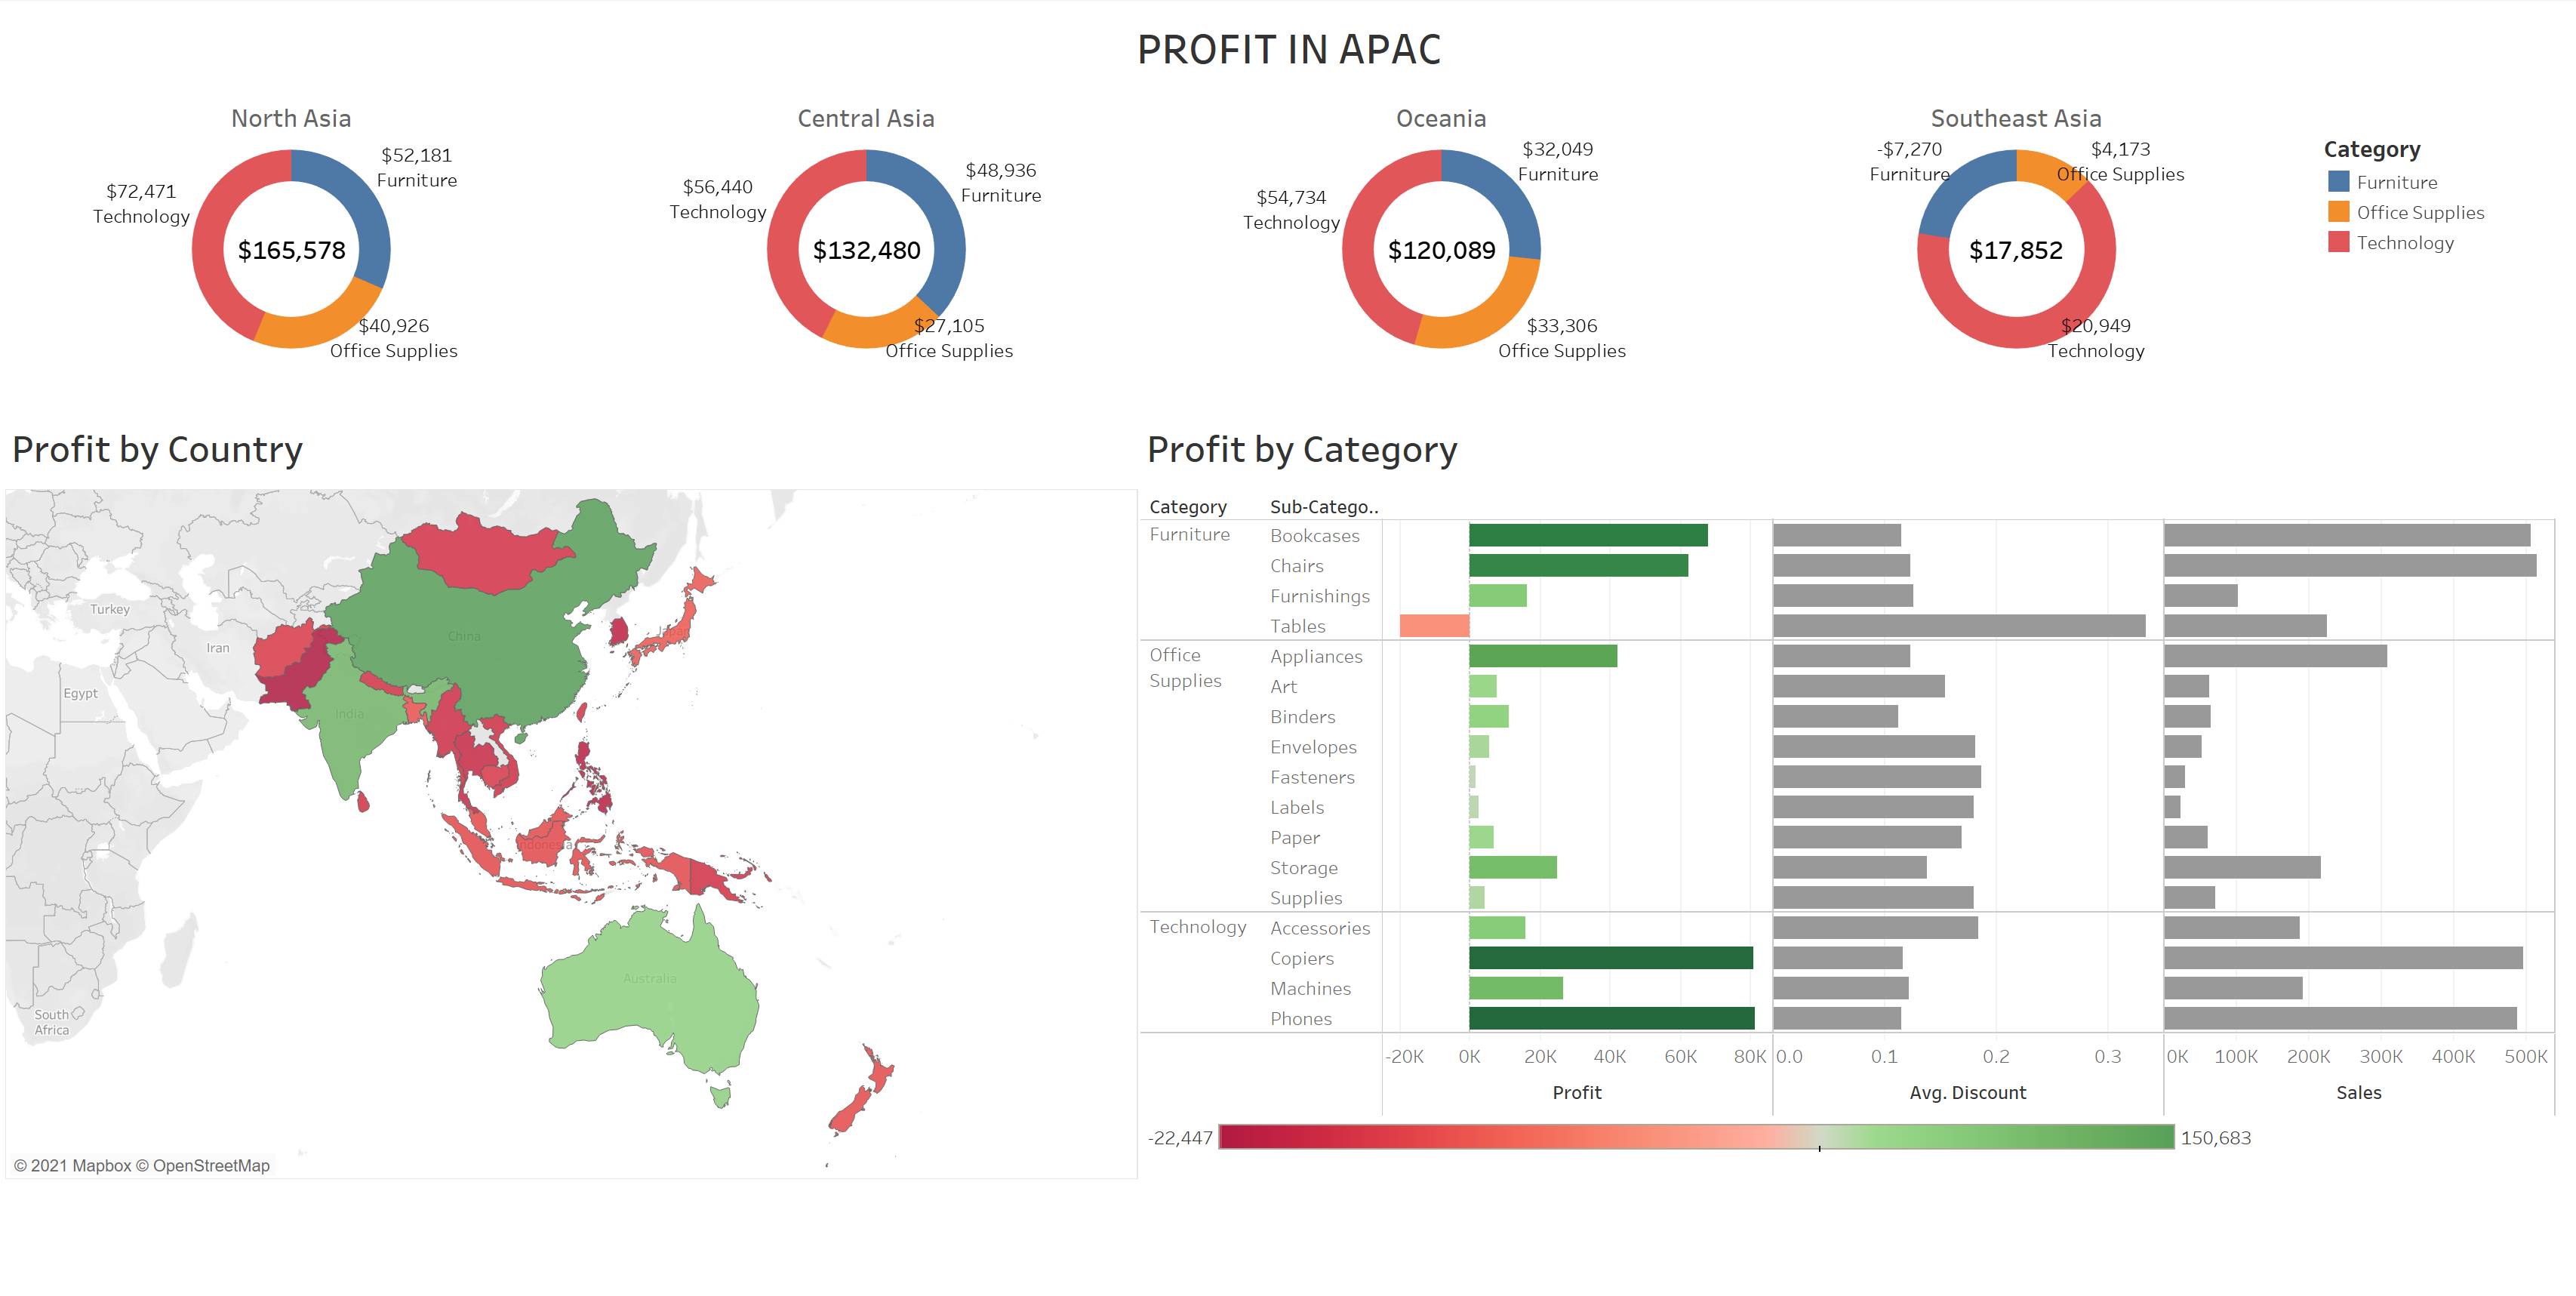 PROFIT IN APAC
North Asia
$52,181
Furniture
$72,471
Technology
$165,578
$40,926
Office Supplies
Central Asia
$48,936
Furniture
$56,440
Technology
$132,480
$27,105
Office Supplies
Oceania
$32,049
Furniture
$54,734
Technology
$120,089
$33,306
Office Supplies
Southeast Asia
-$7,270
Furniture
$4,173
Office Supplies
$17,852
$20,949
Technology
Category
Furniture
Office Supplies
Technology
Profit by Country
Turkey
Iran
Egypt
China
Japan
India
Indonesia
Australia
South
Africa
© 2021 Mapbox © OpenStreetMap
Profit by Category
Category Sub-Catego..
Furniture Bookcases
Chairs
Furnishings
Tables
Office
Supplies
Appliances
Art
Binders
Envelopes
Fasteners
Labels
Paper
Storage
Supplies
Technology Accessories
Copiers
Machines
Phones
-20K 0K 20K 40K 60K 80K 0.0 0.1 0.2 0.3 0K 100K 200K 300K 400K 500K
Profit Avg. Discount Sales
-22,447 150,683